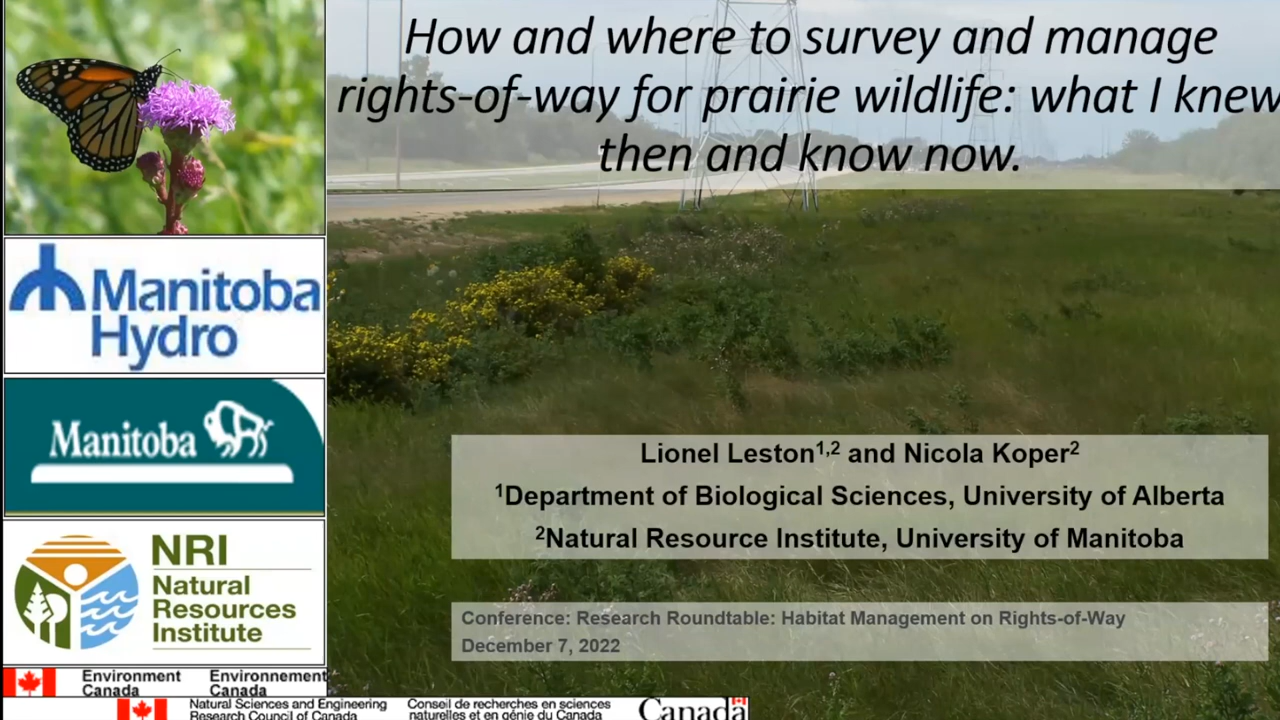 How and where to survey and manage
rights-of-way for prairie wildlife: what I knew
then and know now.
Manitoba
Hydro
Manitoba
NRI
Natural
Resources
Institute
Lionel Leston1,2 and Nicola Koper2
1Department of Biological Sciences, University of Alberta
2Natural Resource Institute, University of Manitoba
Conference: Research Roundtable: Habitat Management on Rights-of-Way
December 7, 2022
Environment Environnement
Canada Canada
Natural Sciences and Engineering
Research Council of Canada
Conseil de recherches en sciences
naturelles et en génie du Canada
Canada